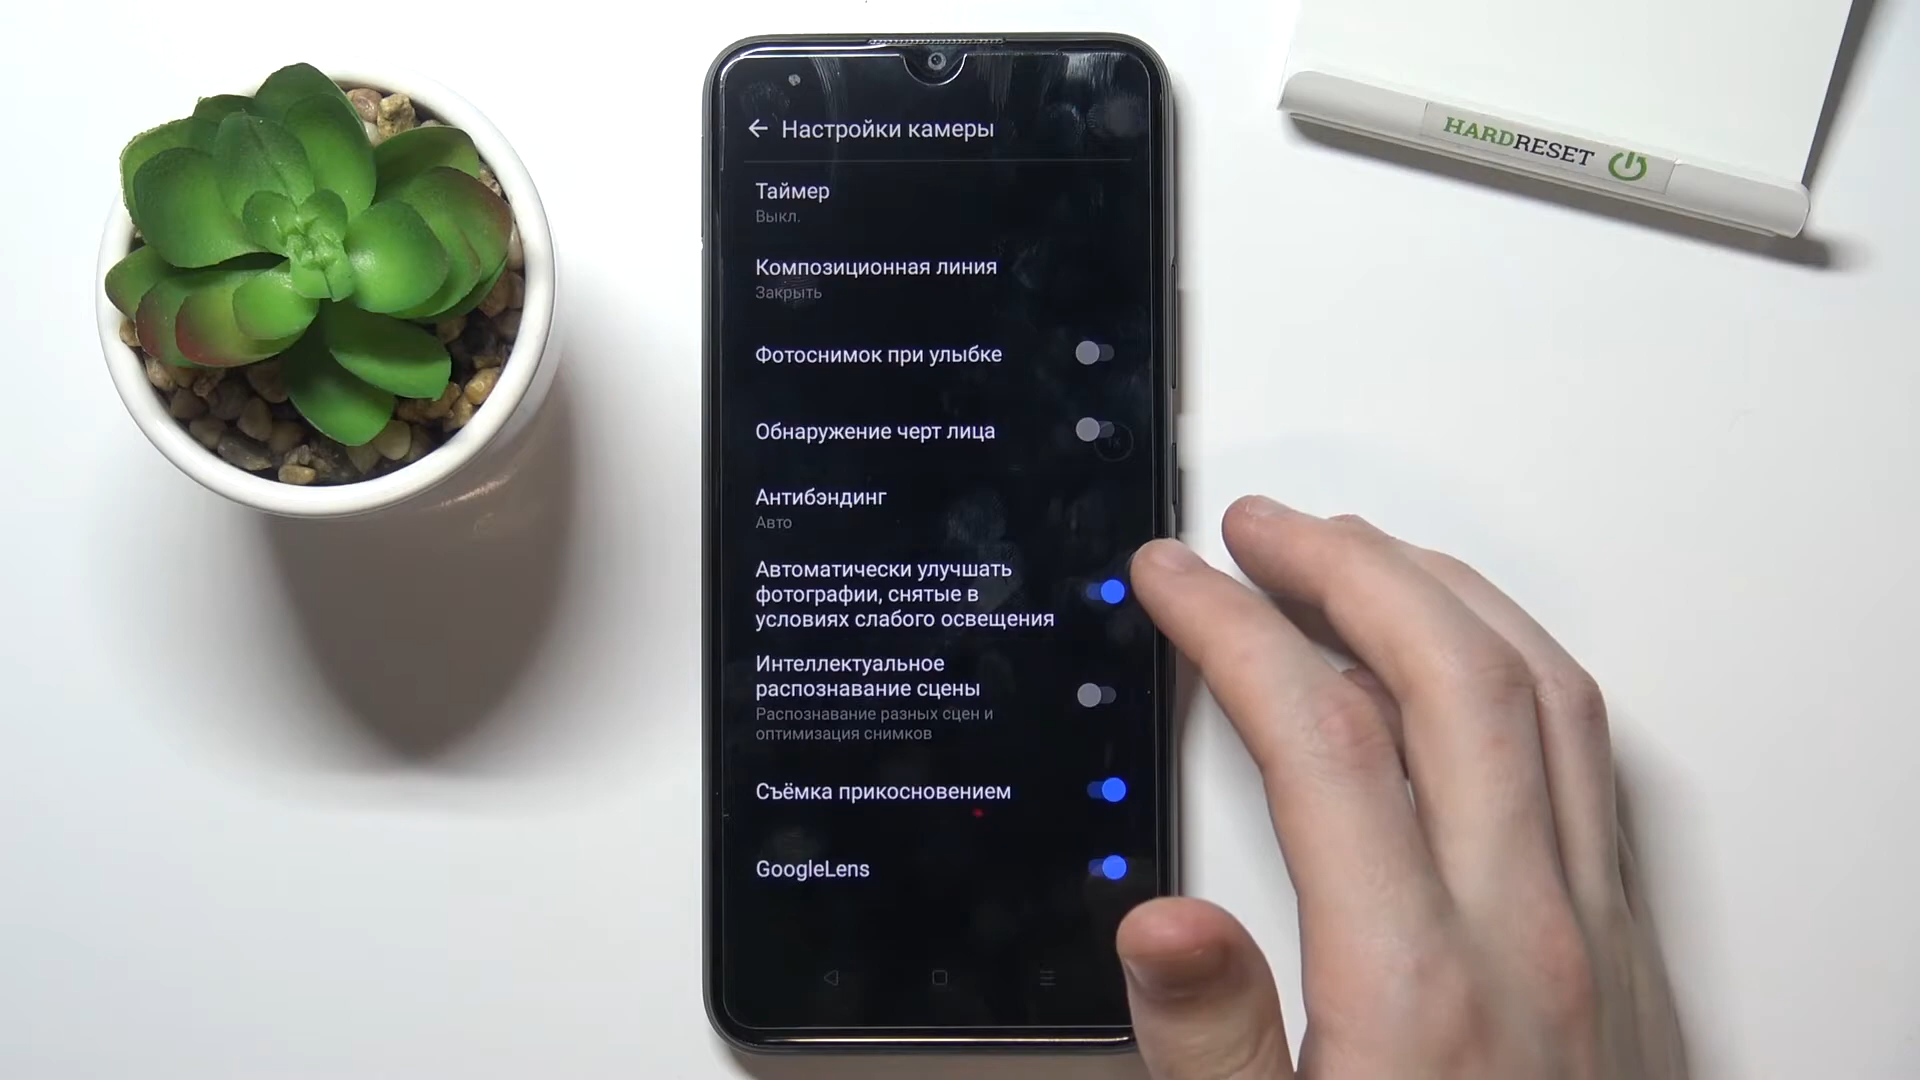 HARDRESET
Настройки камеры
Таймер
Выкл.
Композиционная линия
Закрыть
Фотоснимок при улыбке
Обнаружение черт лица
Антибэндинг
Авто
Автоматически улучшать
фотографии, снятые в
условиях слабого освещения
Интеллектуальное
распознавание сцены
Распознавание разных сцен и
оптимизация снимков
Съёмка прикосновением
GoogleLens